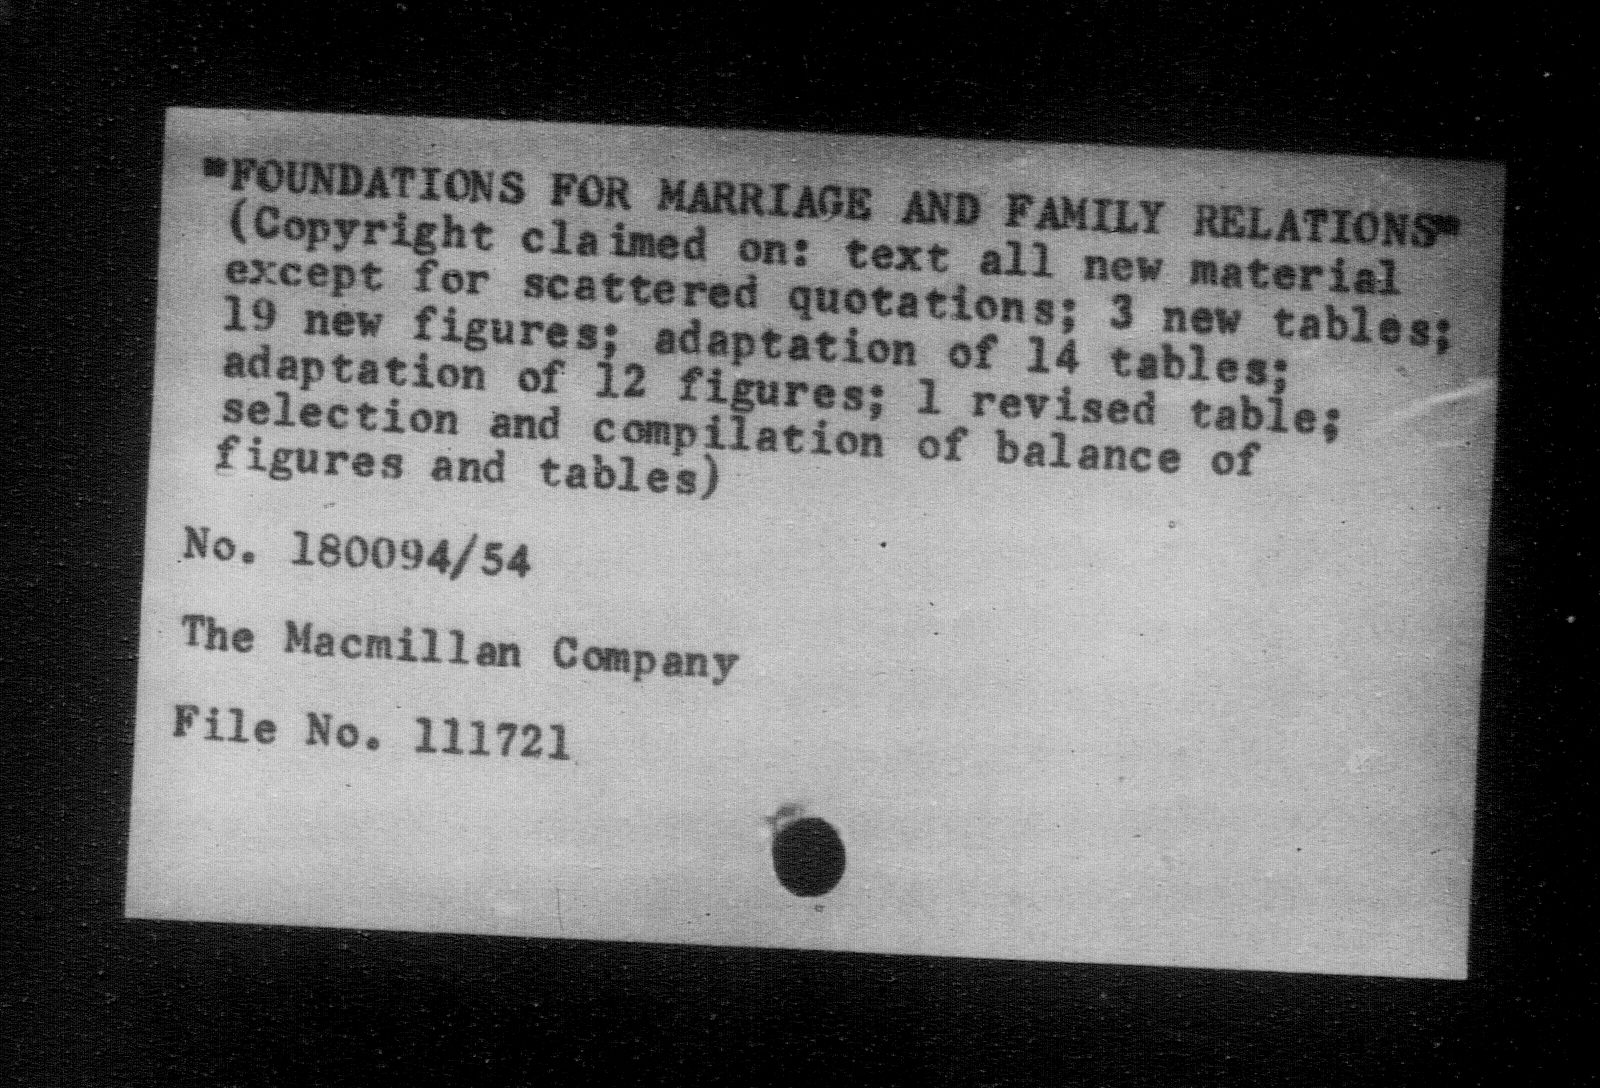 "FOUNDATIONS FOR MARRIAGE AND FAMILY RELATIONS"
(Copyright claimed on: text all new material
except for scattered quotations; 3 new tables;
19 new figures; adaptation of 14 tables;
adaptation of 12 figures; 1 revised table;
selection and compilation of balance of
figures and tables)
No. 180094/54
The Macmillan Company
File No. 111721